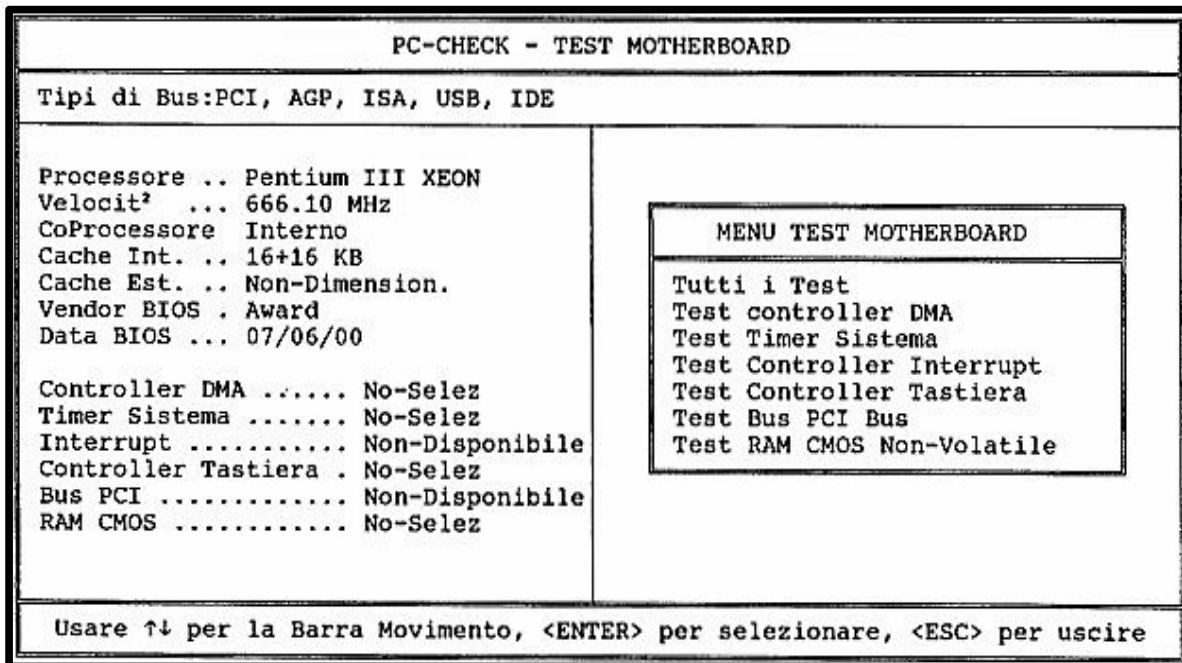 PC-CHECK - TEST MOTHERBOARD
Tipi di Bus:PCI, AGP, ISA, USB, IDE
Processore .. Pentium III XEON
Velocit² ... 666.10 MHz
CoProcessore Interno
Cache Int. .. 16+16 KB
Cache Est. .. Non-Dimension.
Vendor BIOS . Award
Data BIOS ... 07/06/00
Controller DMA ...... No-Selez
Timer Sistema ....... No-Selez
Interrupt ........... Non-Disponibile
Controller Tastiera . No-Selez
Bus PCI ............. Non-Disponibile
RAM CMOS ............ No-Selez
MENU TEST MOTHERBOARD
Tutti i Test
Test controller DMA
Test Timer Sistema
Test Controller Interrupt
Test Controller Tastiera
Test Bus PCI Bus
Test RAM CMOS Non-Volatile
Usare ↑↓ per la Barra Movimento, <ENTER> per selezionare, <ESC> per uscire